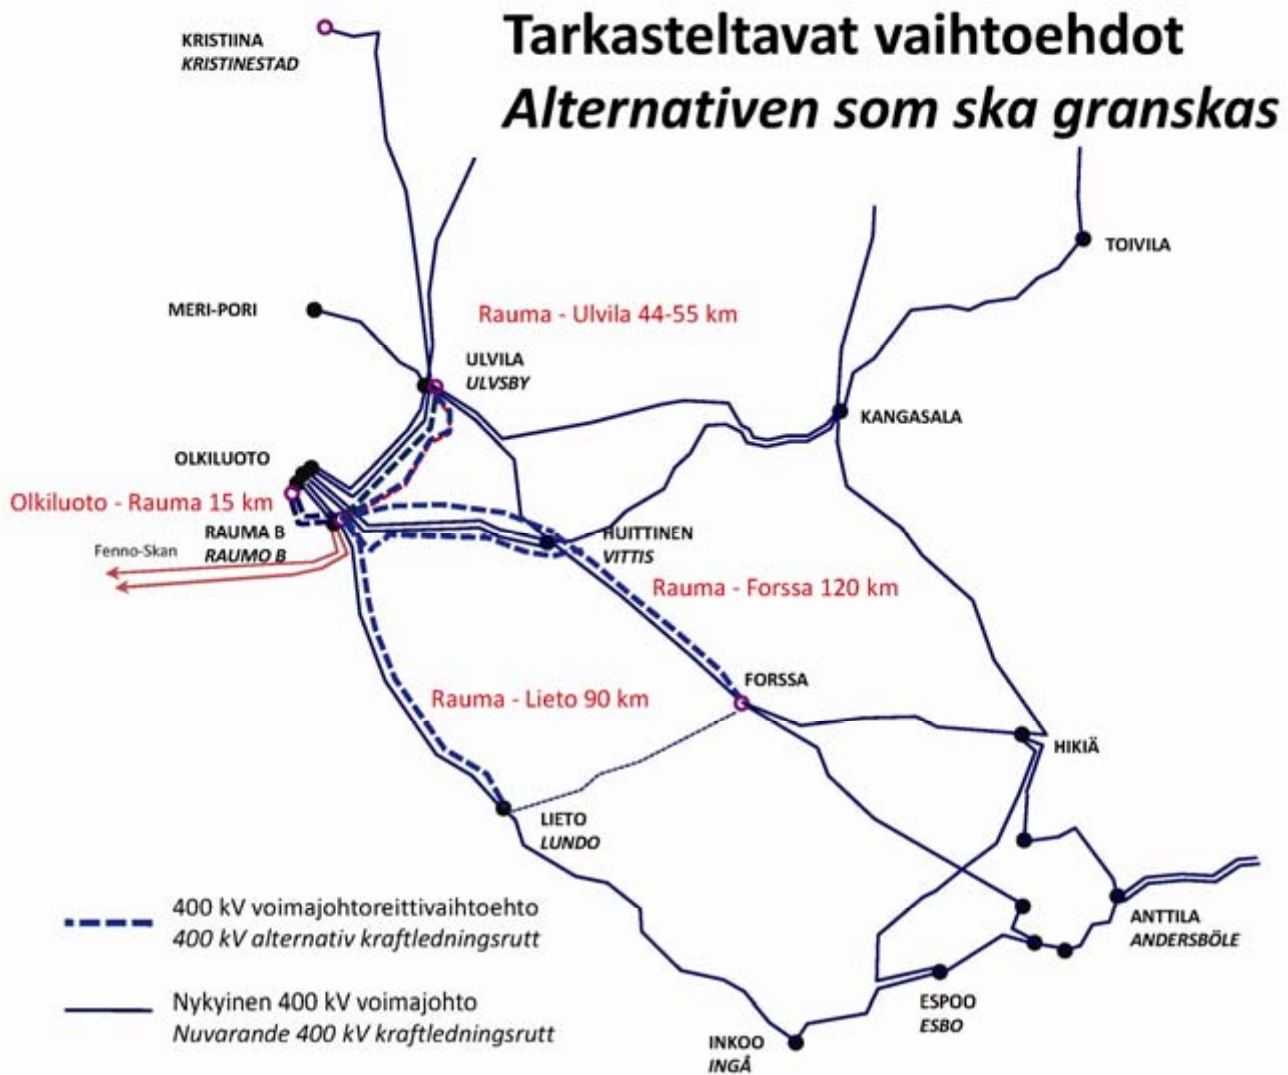 Tarkasteltavat vaihtoehdot
Alternativen som ska granskas
KRISTIINA
KRISTINESTAD
TOIVILA
MERI-PORI
Rauma - Ulvila 44-55 km
ULVILA
ULVSBY
KANGASALA
OLKILUOTO
Olkiluoto - Rauma 15 km
RAUMA B
RAUMO B
Fenno-Skan
HUITTINEN
VITTIS
Rauma - Forssa 120 km
FORSSA
Rauma - Lieto 90 km
HIKIÄ
LIETO
LUNDO
400 kV voimajohtoreittivaihtoehto
400 kV alternativ kraftledningsrutt
ANTTILA
ANDERSBÖLE
Nykyinen 400 kV voimajohto
Nuvarande 400 kV kraftledningsrutt
ESPOO
ESBO
INKOO
INGÅ